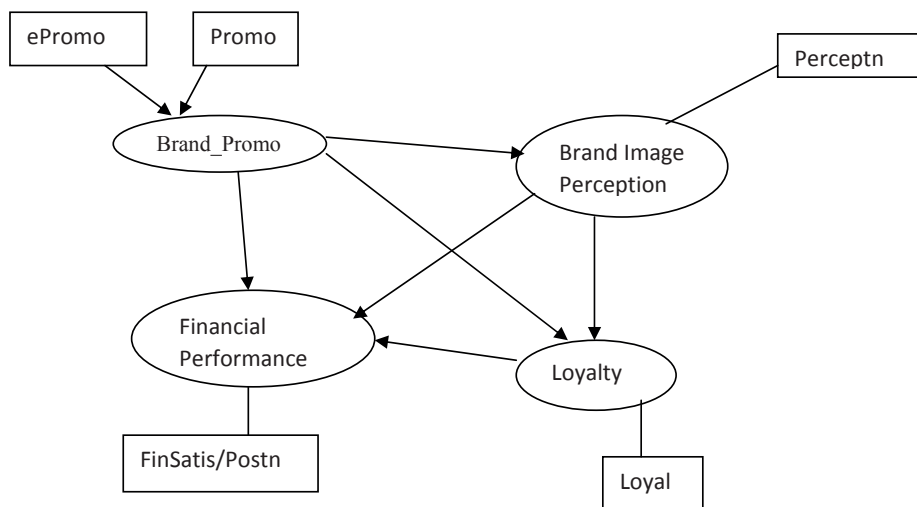 ePromo
Promo
Perceptn
Brand_Promo
Brand Image
Perception
Financial
Performance
Loyalty
FinSatis/Postn
Loyal